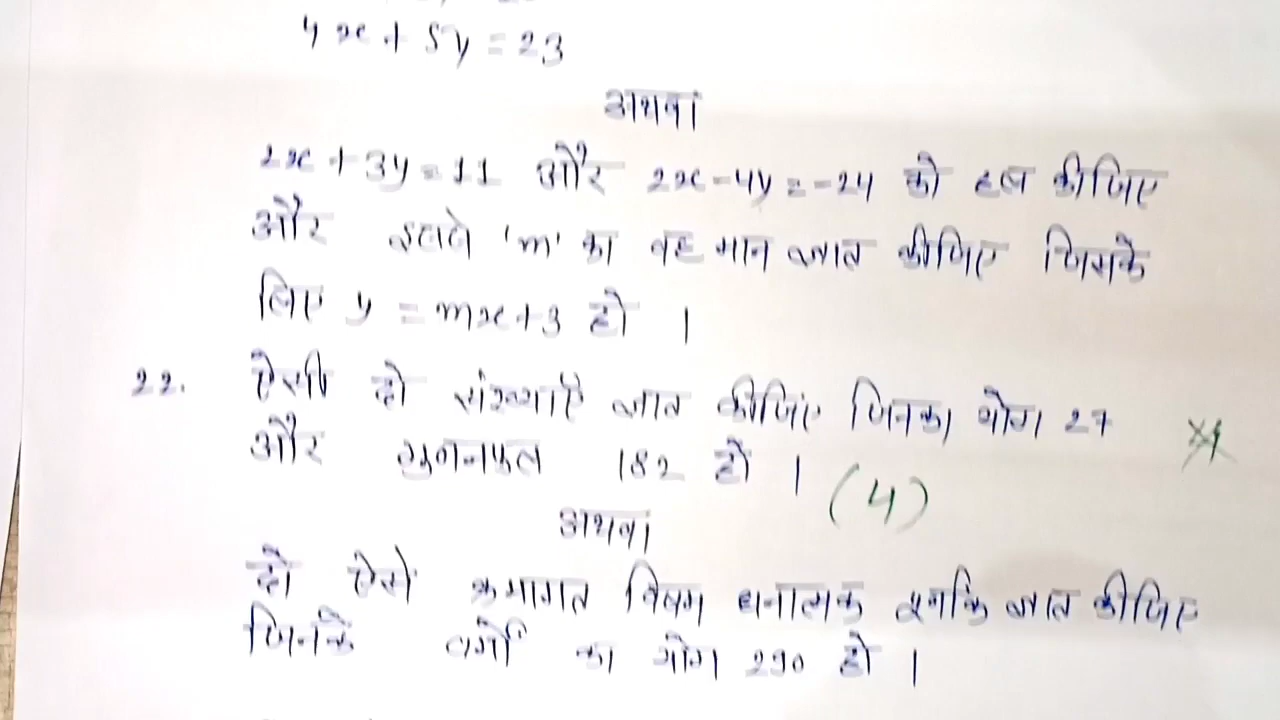 4x + 5y = 23
अथवा
2x + 3y = 11 और 2x - 4y = -24 को हल कीजिए
और इससे 'm' का वह मान ज्ञात कीजिए जिसके
लिए y = mx + 3 हो ।
22. ऐसी दो संख्याएँ ज्ञात कीजिए जिनका योग 27
और गुणनफल 182 हो । (4)
अथवा
दो ऐसे क्रमागत विषम धनात्मक पूर्णांक ज्ञात कीजिए
जिनके वर्गों का योग 290 हो ।